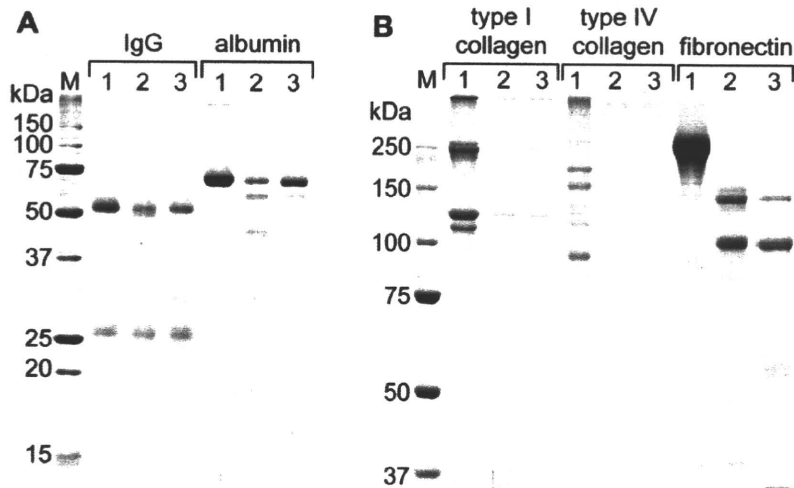 A
IgG albumin
M 1 2 3 1 2 3
kDa
150
100
75
50
37
25
20
15
B
type I collagen type IV collagen fibronectin
M 1 2 3 1 2 3 1 2 3
kDa
250
150
100
75
50
37